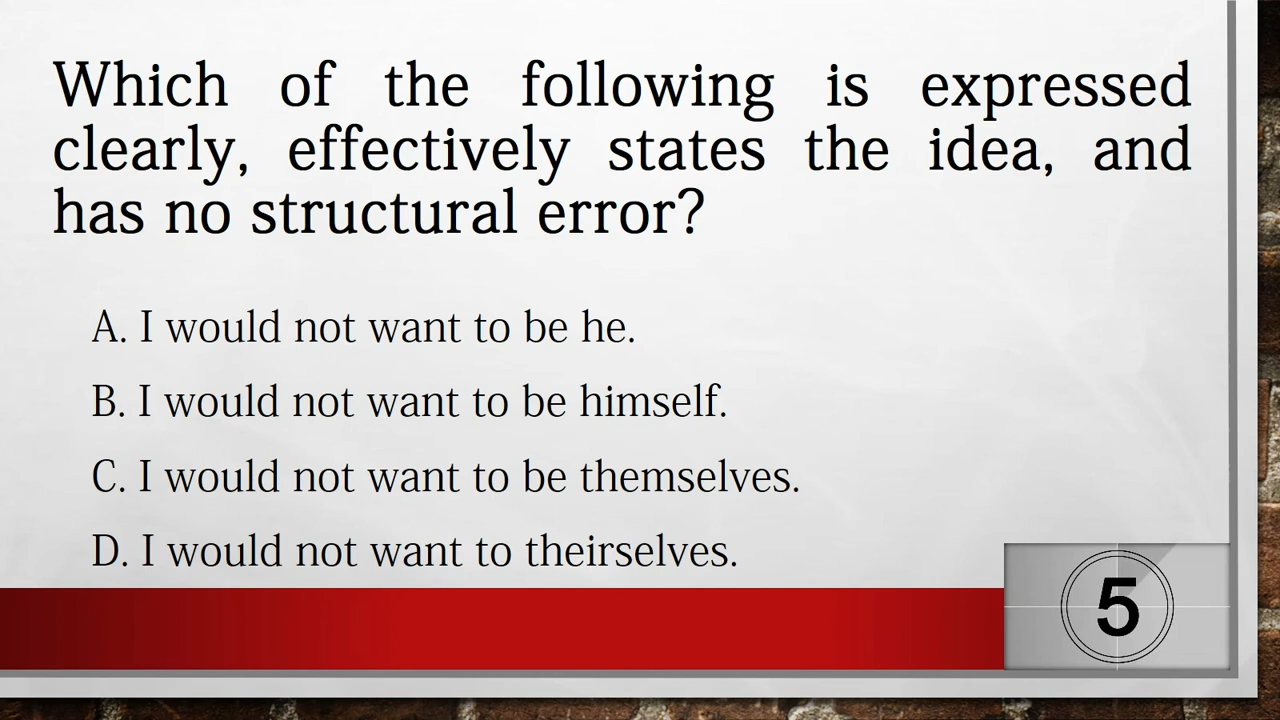 Which of the following is expressed
clearly, effectively states the idea, and
has no structural error?
A. I would not want to be he.
B. I would not want to be himself.
C. I would not want to be themselves.
D. I would not want to theirselves.
5